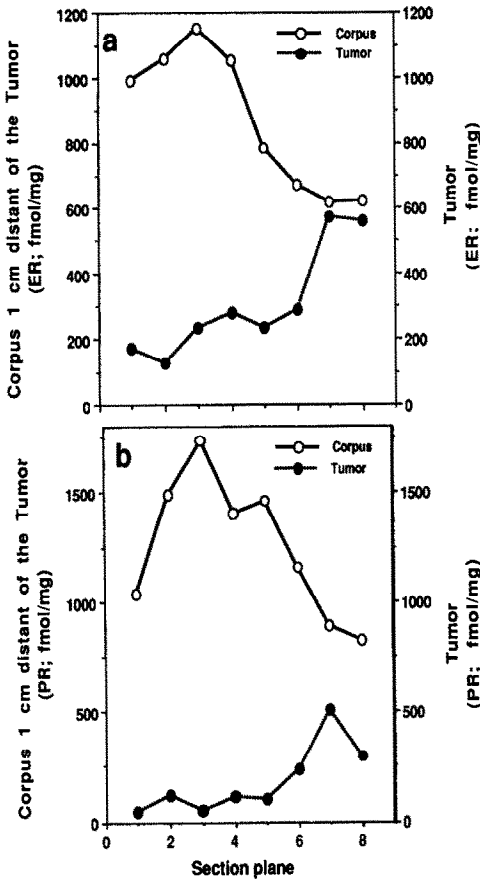 a
Corpus
Tumor
Corpus 1 cm distant of the Tumor
(ER; fmol/mg)
1200
1000
800
600
400
200
0
1200
1000
800
600
400
200
0
Tumor
(ER: fmol/mg)
b
Corpus
Tumor
Corpus 1 cm distant of the Tumor
(PR; fmol/mg)
1500
1000
500
0
1500
1000
500
0
Tumor
(PR; fmol/mg)
0 2 4 6 8
Section plane